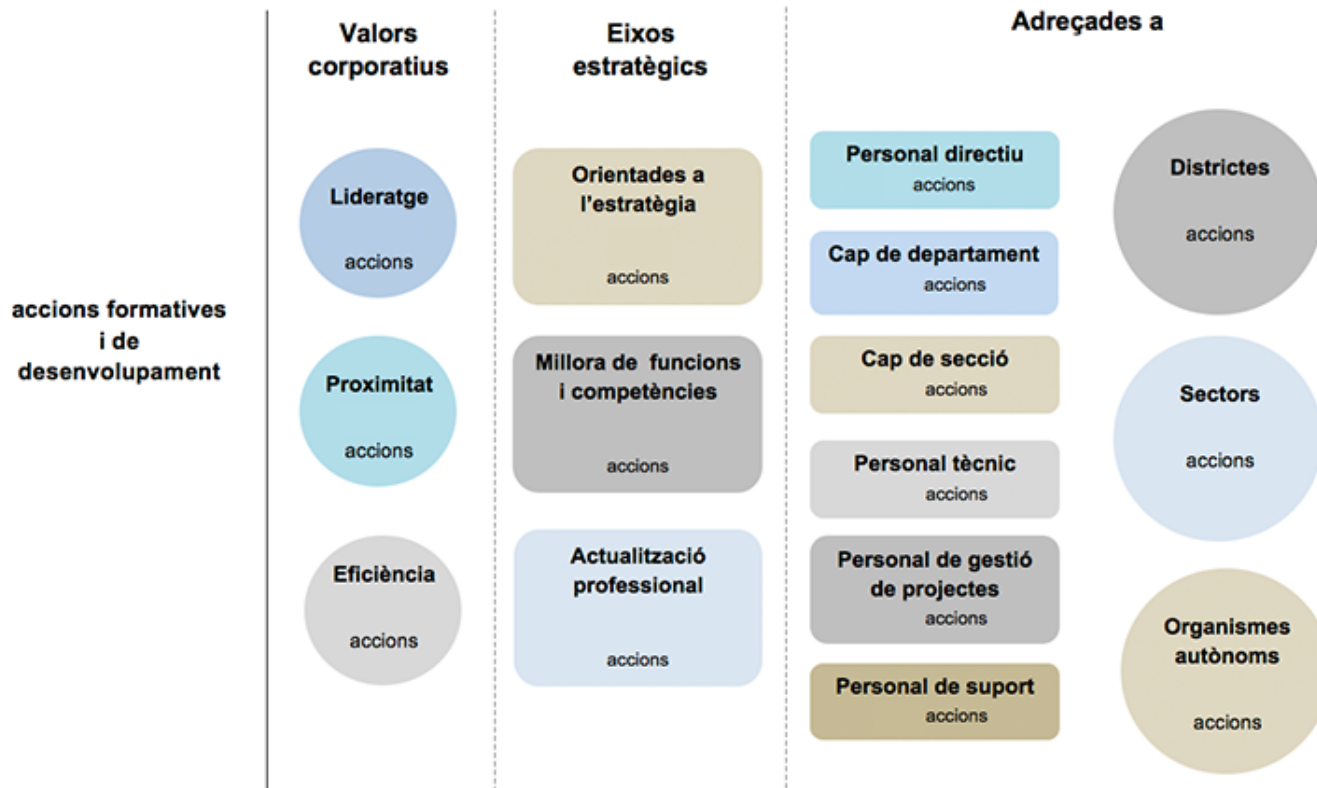 accions formatives
i de
desenvolupament
Valors
corporatius
Lideratge
accions
Proximitat
accions
Eficiència
accions
Eixos
estratègics
Orientades a
l’estratègia
accions
Millora de funcions
i competències
accions
Actualització
professional
accions
Adreçades a
Personal directiu
accions
Cap de departament
accions
Cap de secció
accions
Personal tècnic
accions
Personal de gestió
de projectes
accions
Personal de suport
accions
Districtes
accions
Sectors
accions
Organismes
autònoms
accions